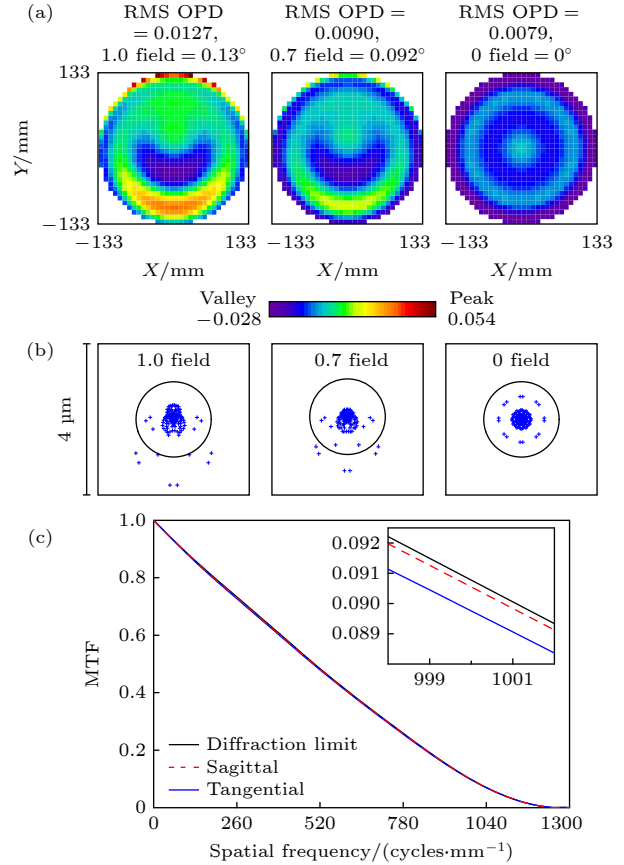 (a)
RMS OPD
= 0.0127,
1.0 field = 0.13°
RMS OPD =
0.0090,
0.7 field = 0.092°
RMS OPD =
0.0079,
0 field = 0°
133
133
133
Y/mm
−133
−133
133
−133
133
−133
133
X/mm
X/mm
X/mm
Valley
−0.028
Peak
0.054
(b)
4 μm
1.0 field
0.7 field
0 field
(c)
1.0
0.8
0.6
0.4
0.2
0
MTF
0.092
0.091
0.090
0.089
999
1001
Diffraction limit
Sagittal
Tangential
0
260
520
780
1040
1300
Spatial frequency/(cycles·mm⁻¹)